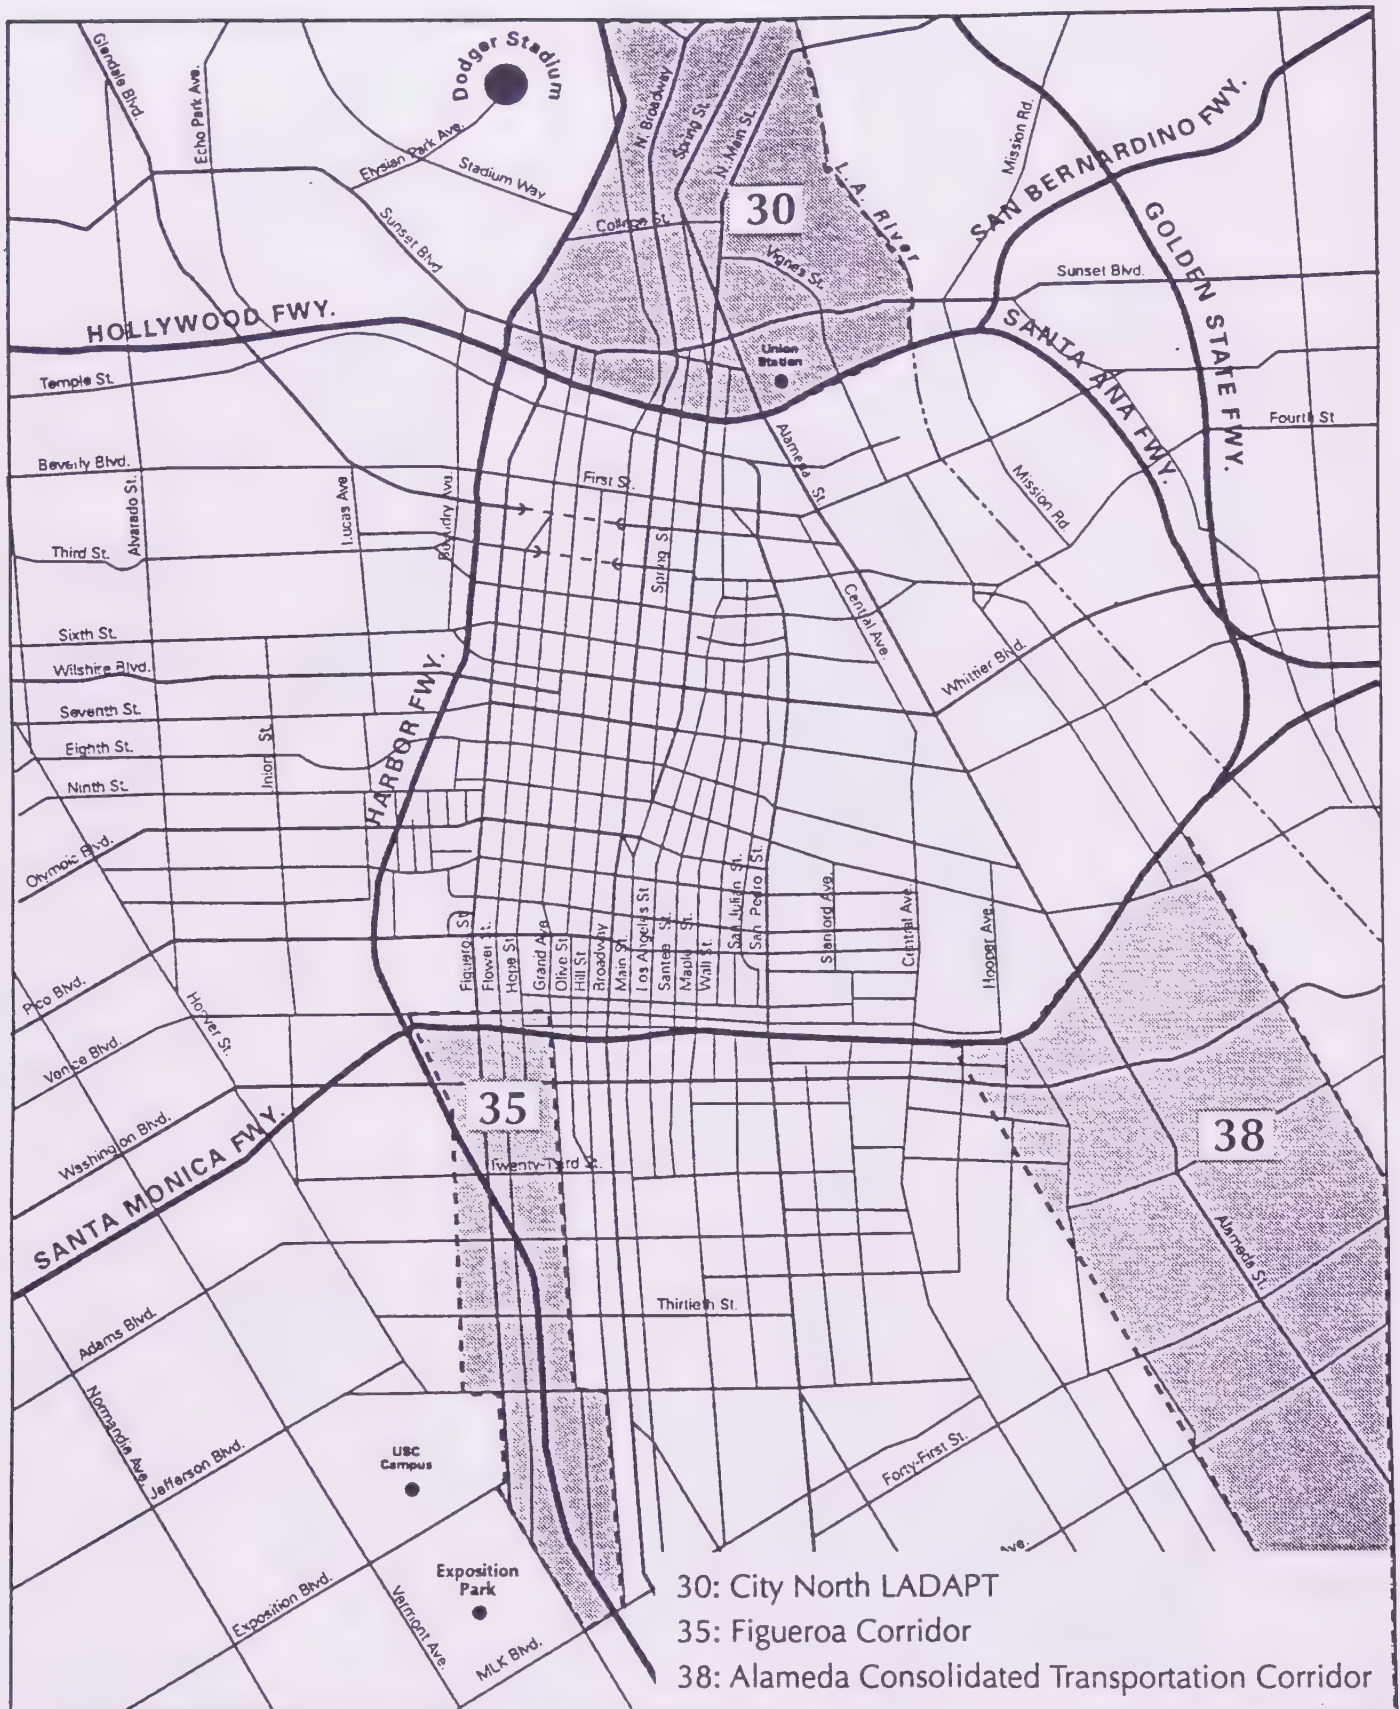 Dodger Stadium
Glendale Blvd.
Echo Park Ave.
Elysian Park Ave.
Stadium Way
Sunset Blvd
N. Broadway
Spring St.
N. Main St.
College St.
30
Vignes St.
L. A. River
Mission Rd.
SAN BERNARDINO FWY.
GOLDEN STATE FWY.
Sunset Blvd.
HOLLYWOOD FWY.
SANTA ANA FWY.
Union
Station
Temple St.
Fourth St
Beverly Blvd.
Alvarado St.
Lucas Ave
First St.
Alameda St
Mission Rd.
Third St.
Spring St
Central Ave.
Sixth St.
Wilshire Blvd.
Whittier Blvd.
Seventh St.
Eighth St.
Ninth St.
HARBOR FWY.
Olympic Blvd.
Figueroa St.
Flower St.
Hope St
Grand Ave
Olive St
Hill St
Broadway
Main St.
Los Angeles St
Santee St.
Maple St.
Wall St.
San Julian St.
San Pedro St.
Stanford Ave.
Central Ave.
Hooper Ave.
Pico Blvd.
Hoover St.
Venice Blvd.
Washington Blvd.
SANTA MONICA FWY.
35
38
Twenty-Third St.
Alameda St.
Adams Blvd.
Thirtieth St.
Normandie Ave.
Jefferson Blvd.
USC
Campus
Forty-First St.
Exposition Blvd.
Exposition
Park
Vermont Ave.
MLK Blvd.
Ave.
30: City North LADAPT
35: Figueroa Corridor
38: Alameda Consolidated Transportation Corridor